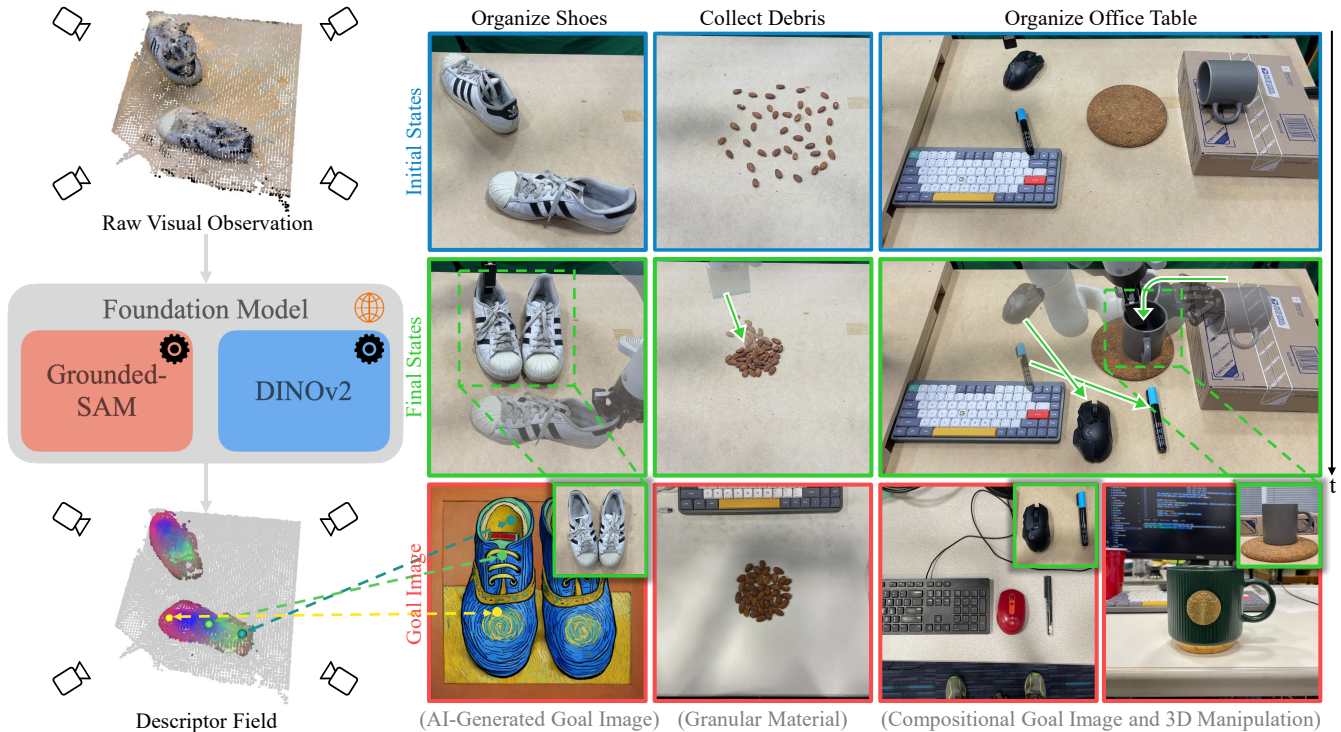 Organize Shoes
Collect Debris
Organize Office Table
Raw Visual Observation
Foundation Model
Grounded-
SAM
DINOv2
Descriptor Field
Initial States
Final States
Goal Image
t
(AI-Generated Goal Image)
(Granular Material)
(Compositional Goal Image and 3D Manipulation)